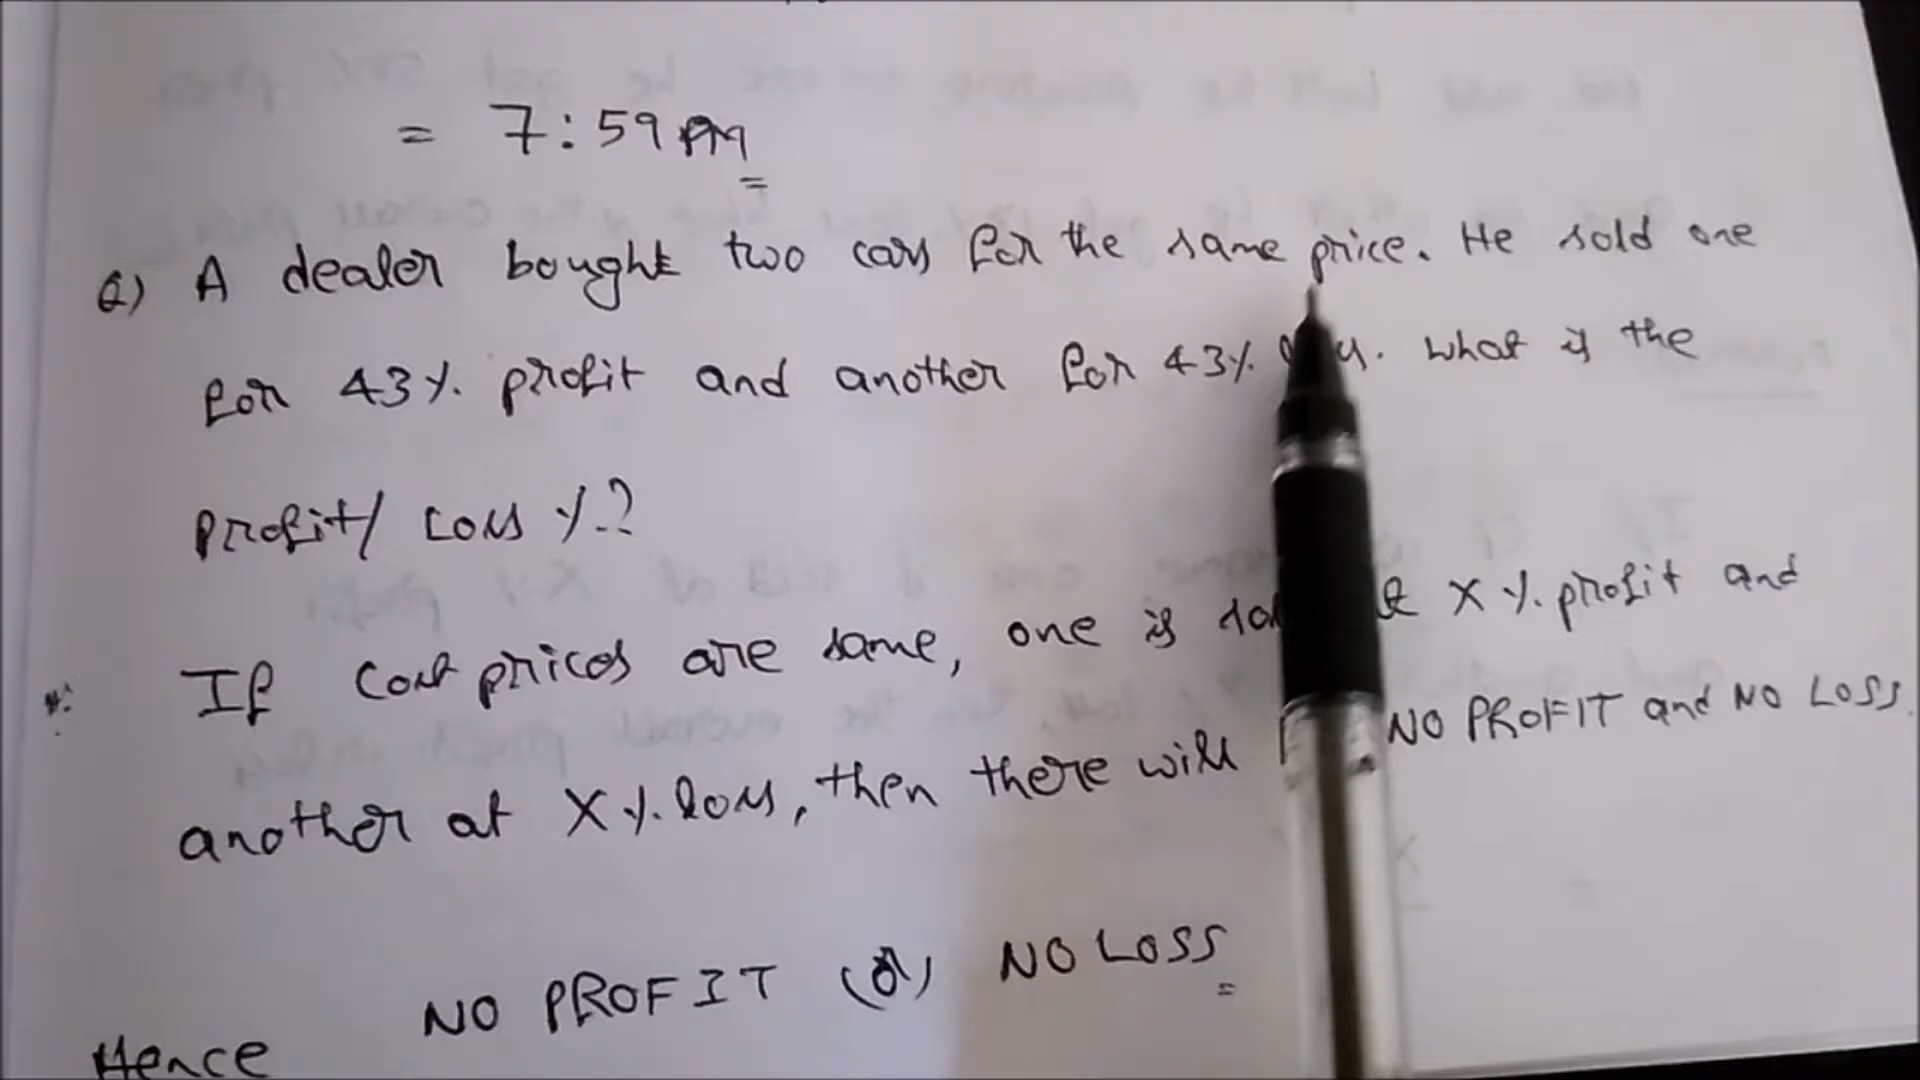 = 7:59 PM
Q) A dealer bought two cars for the same price. He sold one
for 43%. profit and another for 43%. What is the
Profit/ Loss %.?
If Cost prices are same, one is X %. profit and
another at X %. loss, then there will NO PROFIT and NO LOSS.
NO PROFIT (or) NO LOSS
Hence